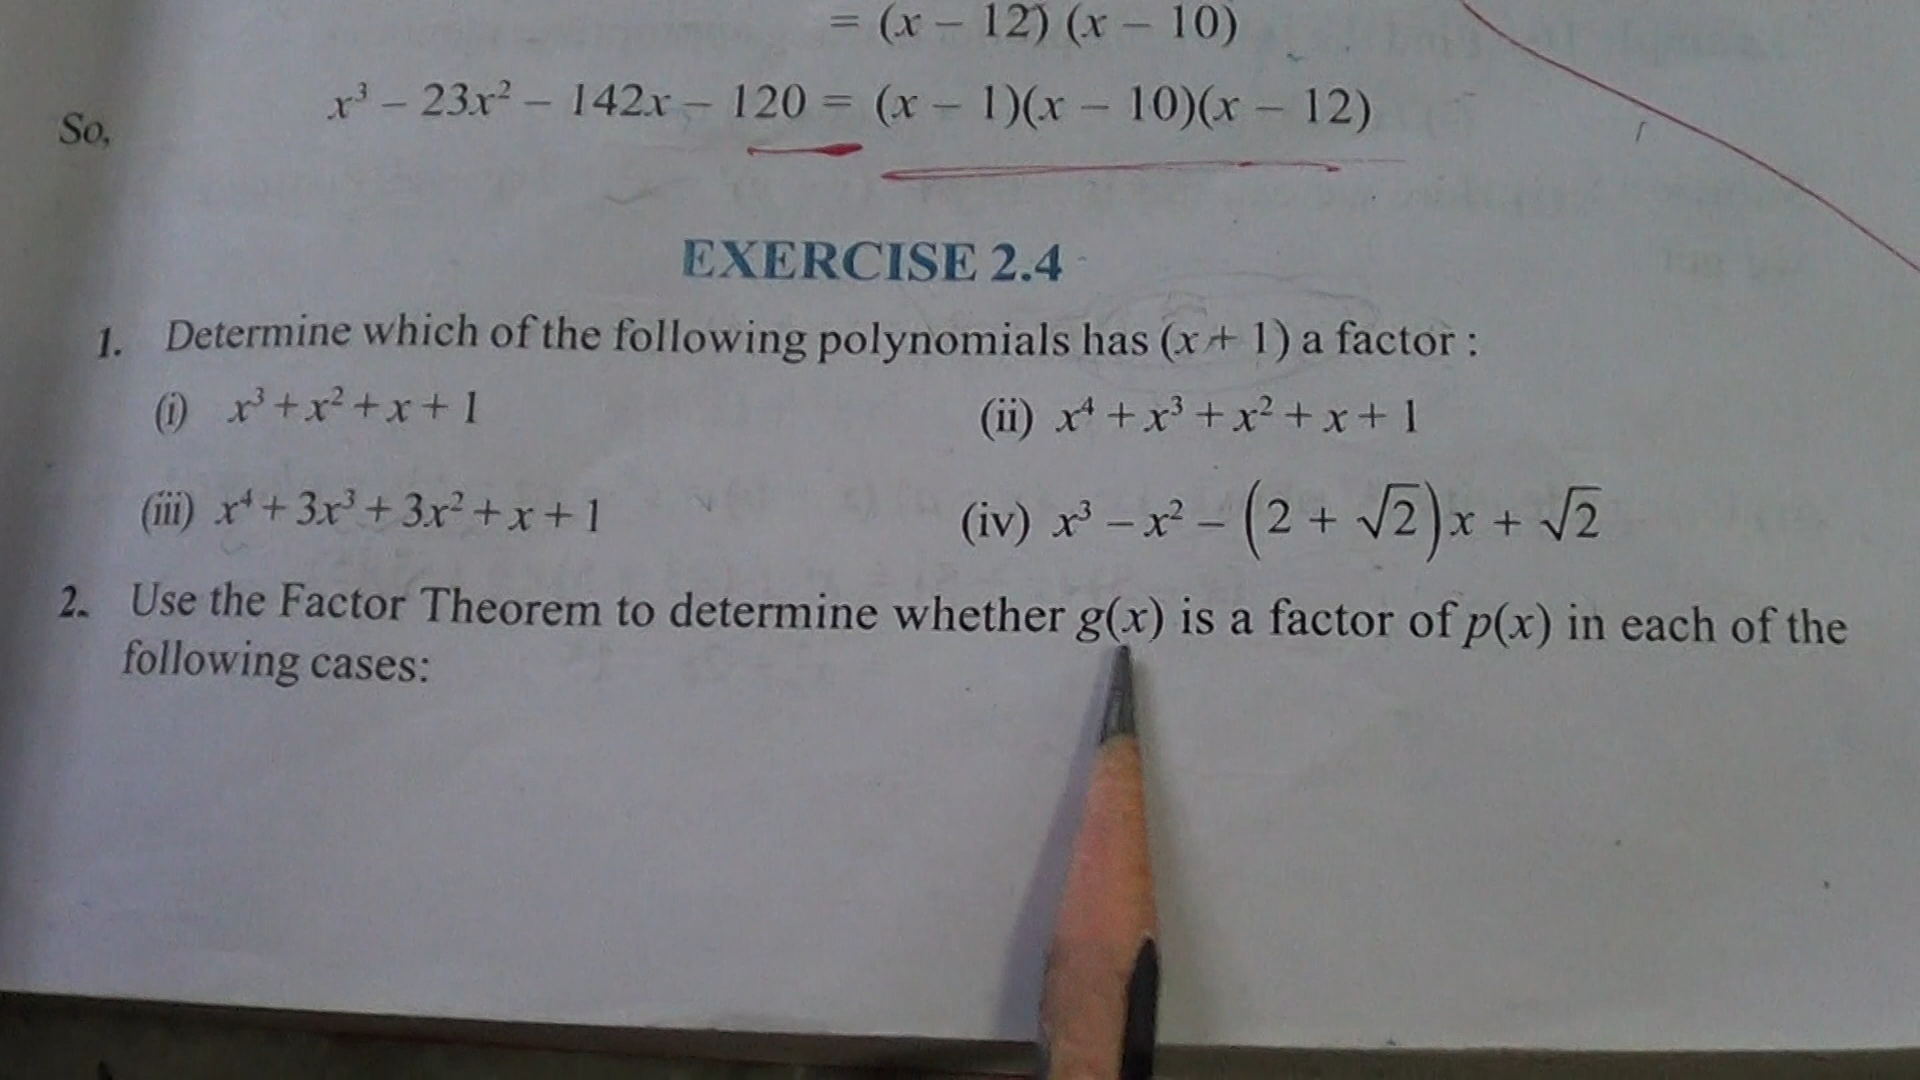 = (x – 12) (x – 10)
So, x³ – 23x² – 142x – 120 = (x – 1)(x – 10)(x – 12)
EXERCISE 2.4
1. Determine which of the following polynomials has (x + 1) a factor :
(i) x³ + x² + x + 1 (ii) x⁴ + x³ + x² + x + 1
(iii) x⁴ + 3x³ + 3x² + x + 1 (iv) x³ – x² – (2 + √2)x + √2
2. Use the Factor Theorem to determine whether g(x) is a factor of p(x) in each of the
following cases: